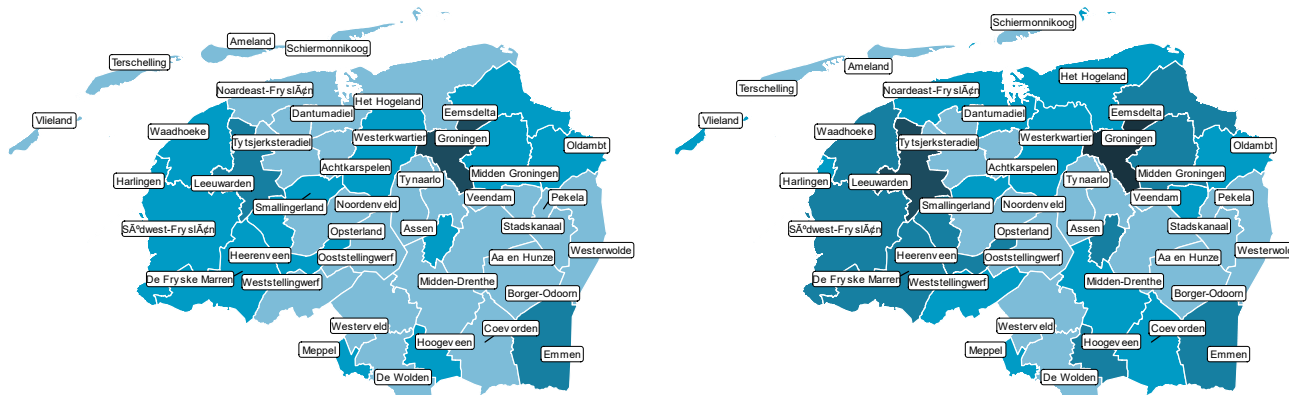 Ameland
Schiermonnikoog
Terschelling
Noardeast-FryslÃ¢n
Vlieland
Dantumadiel
Het Hogeland
Eemsdelta
Waadhoeke
Tytsjerksteradiel
Westerkwartier
Groningen
Oldambt
Achtkarspelen
Harlingen
Leeuwarden
Tynaarlo
Midden Groningen
Smallingerland
Noordenveld
Veendam
Pekela
SÃºdwest-FryslÃ¢n
Opsterland
Assen
Stadskanaal
Heerenveen
Ooststellingwerf
Aa en Hunze
Westerwolde
De Fryske Marren
Weststellingwerf
Midden-Drenthe
Borger-Odoorn
Westerveld
Coevorden
Meppel
Hoogeveen
Emmen
De Wolden
Schiermonnikoog
Ameland
Terschelling
Noardeast-FryslÃ¢n
Het Hogeland
Vlieland
Dantumadiel
Eemsdelta
Waadhoeke
Tytsjerksteradiel
Westerkwartier
Groningen
Oldambt
Achtkarspelen
Harlingen
Leeuwarden
Tynaarlo
Midden Groningen
Smallingerland
Noordenveld
Veendam
Pekela
SÃºdwest-FryslÃ¢n
Opsterland
Assen
Stadskanaal
Heerenveen
Ooststellingwerf
Aa en Hunze
Westerwold
De Fryske Marren
Weststellingwerf
Midden-Drenthe
Borger-Odoorn
Westerveld
Coevorden
Meppel
Hoogeveen
Emmen
De Wolden